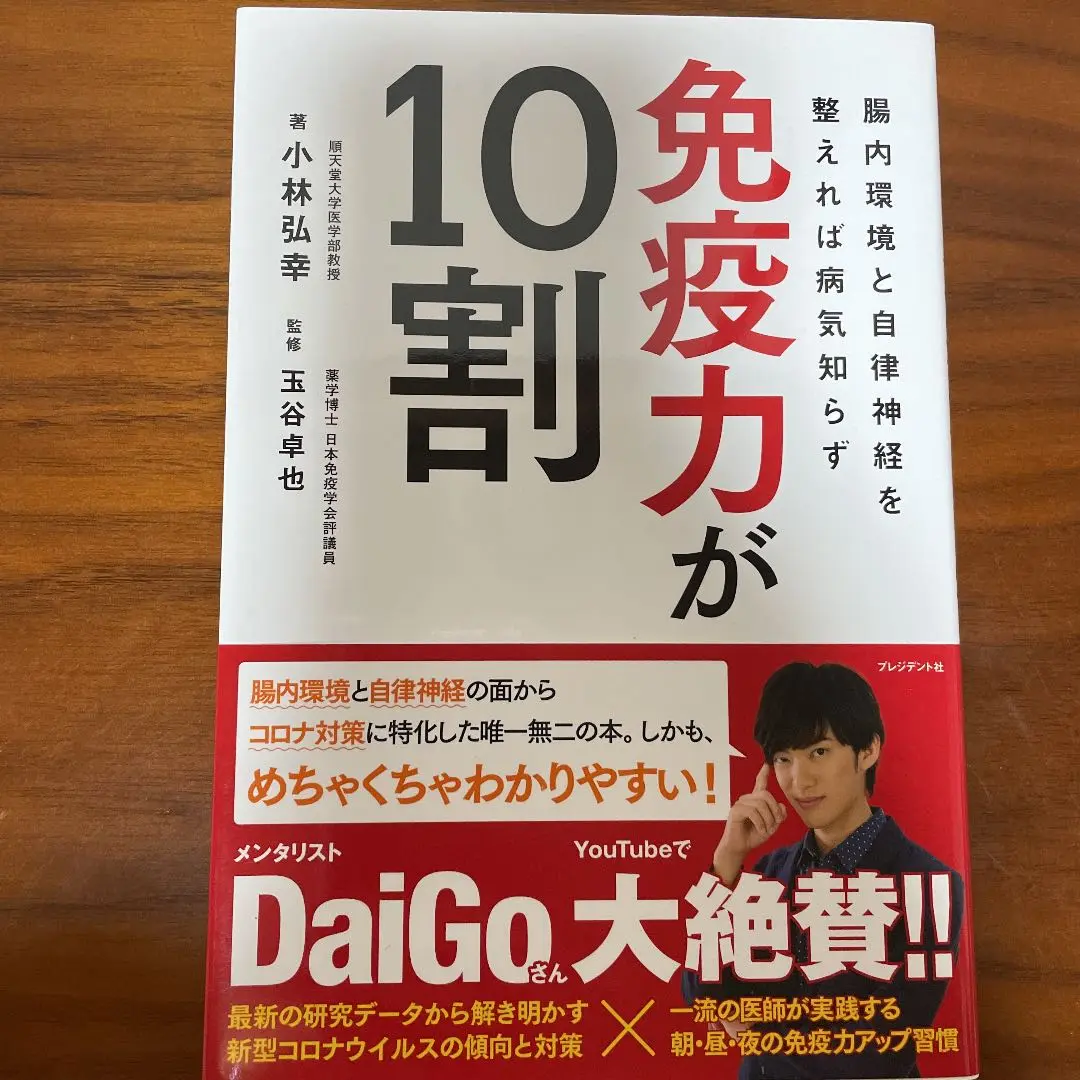 腸内環境と自律神経を
整えれば病気知らず
免疫力が
10割
順天堂大学医学部教授
著 小林弘幸
薬学博士 日本免疫学会評議員
監修 玉谷卓也
プレジデント社
腸内環境と自律神経の面から
コロナ対策に特化した唯一無二の本。しかも、
めちゃくちゃわかりやすい!
メンタリスト
YouTubeで
DaiGoさん 大絶賛!!
最新の研究データから解き明かす
新型コロナウイルスの傾向と対策
×
一流の医師が実践する
朝・昼・夜の免疫力アップ習慣